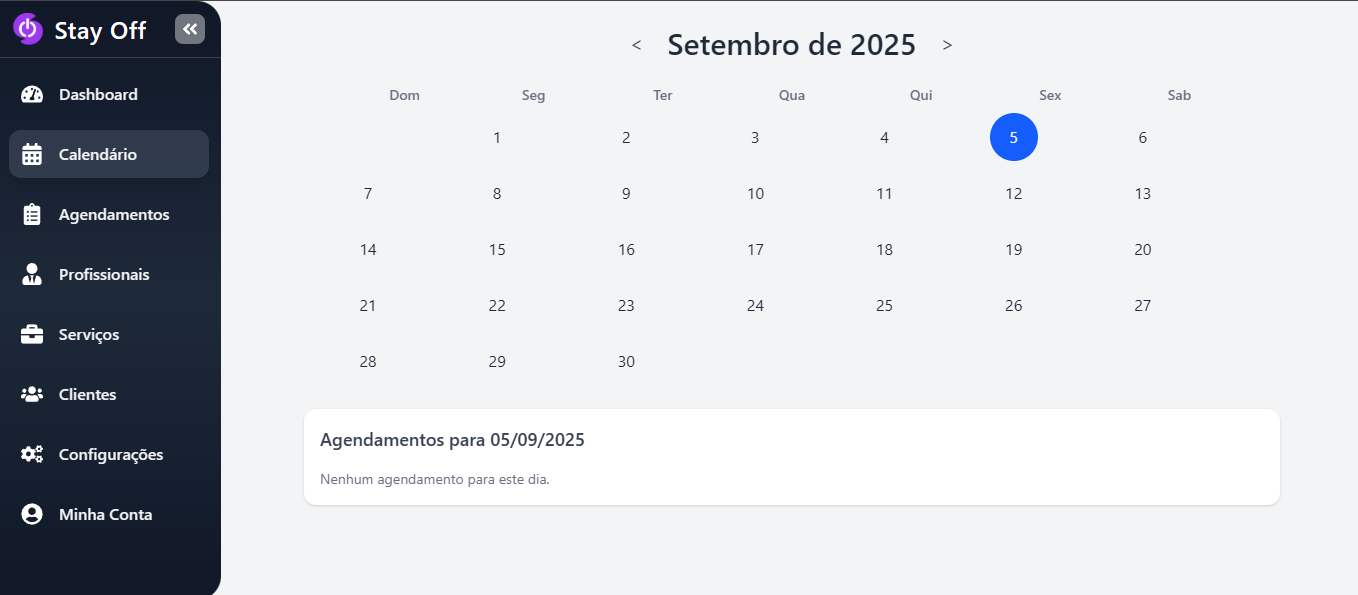 Stay Off
Dashboard
Calendário
Agendamentos
Profissionais
Serviços
Clientes
Configurações
Minha Conta
< Setembro de 2025 >
Dom Seg Ter Qua Qui Sex Sab
1 2 3 4 5 6
7 8 9 10 11 12 13
14 15 16 17 18 19 20
21 22 23 24 25 26 27
28 29 30
Agendamentos para 05/09/2025
Nenhum agendamento para este dia.